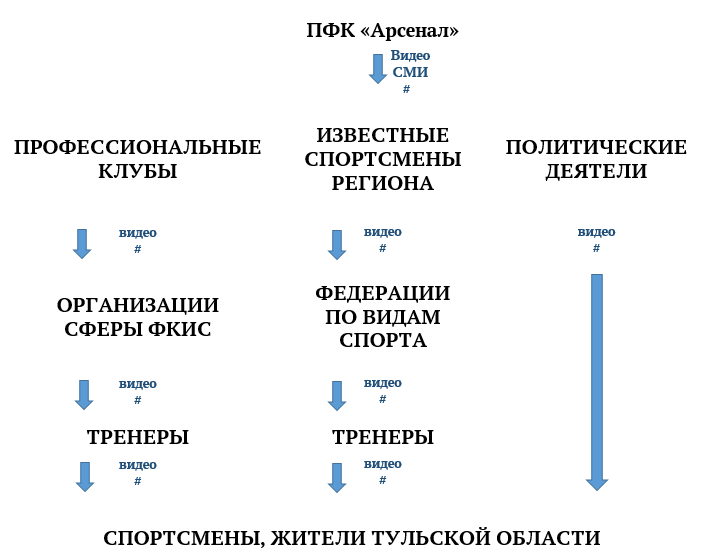 ПФК «Арсенал»
Видео
СМИ
#
ПРОФЕССИОНАЛЬНЫЕ
КЛУБЫ
ИЗВЕСТНЫЕ
СПОРТСМЕНЫ
РЕГИОНА
ПОЛИТИЧЕСКИЕ
ДЕЯТЕЛИ
видео
#
видео
#
видео
#
ОРГАНИЗАЦИИ
СФЕРЫ ФКИС
ФЕДЕРАЦИИ
ПО ВИДАМ
СПОРТА
видео
#
видео
#
ТРЕНЕРЫ
ТРЕНЕРЫ
видео
#
видео
#
СПОРТСМЕНЫ, ЖИТЕЛИ ТУЛЬСКОЙ ОБЛАСТИ